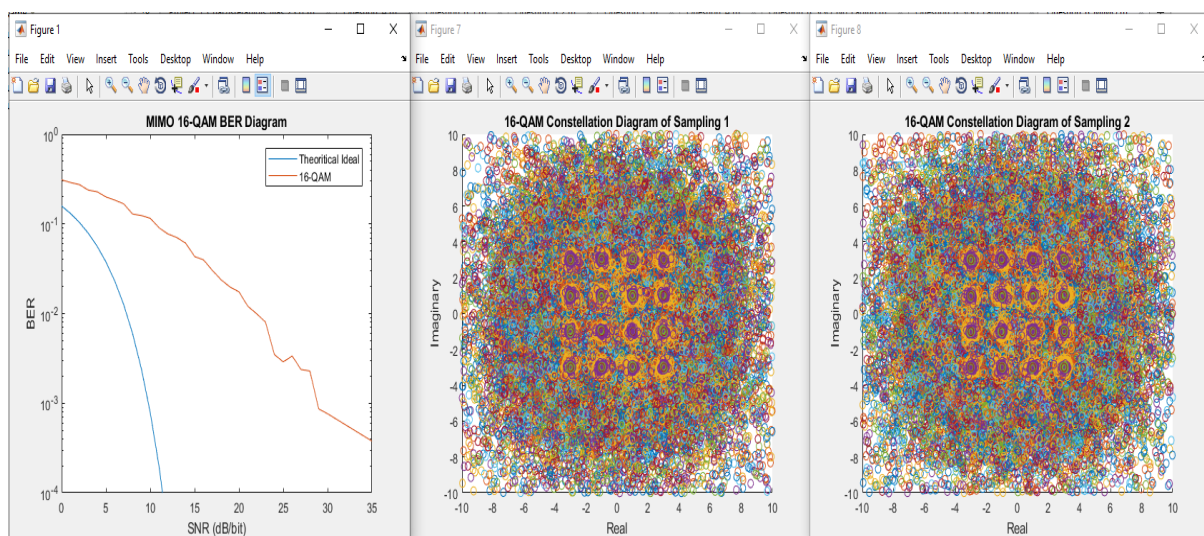 Figure 1
File Edit View Insert Tools Desktop Window Help
MIMO 16-QAM BER Diagram
Theoritical Ideal
16-QAM
10^0
10^-1
10^-2
10^-3
10^-4
BER
0 5 10 15 20 25 30 35
SNR (dB/bit)
Figure 7
File Edit View Insert Tools Desktop Window Help
16-QAM Constellation Diagram of Sampling 1
10
8
6
4
2
0
-2
-4
-6
-8
-10
Imaginary
-10 -8 -6 -4 -2 0 2 4 6 8 10
Real
Figure 8
File Edit View Insert Tools Desktop Window Help
16-QAM Constellation Diagram of Sampling 2
10
8
6
4
2
0
-2
-4
-6
-8
-10
Imaginary
-10 -8 -6 -4 -2 0 2 4 6 8 10
Real